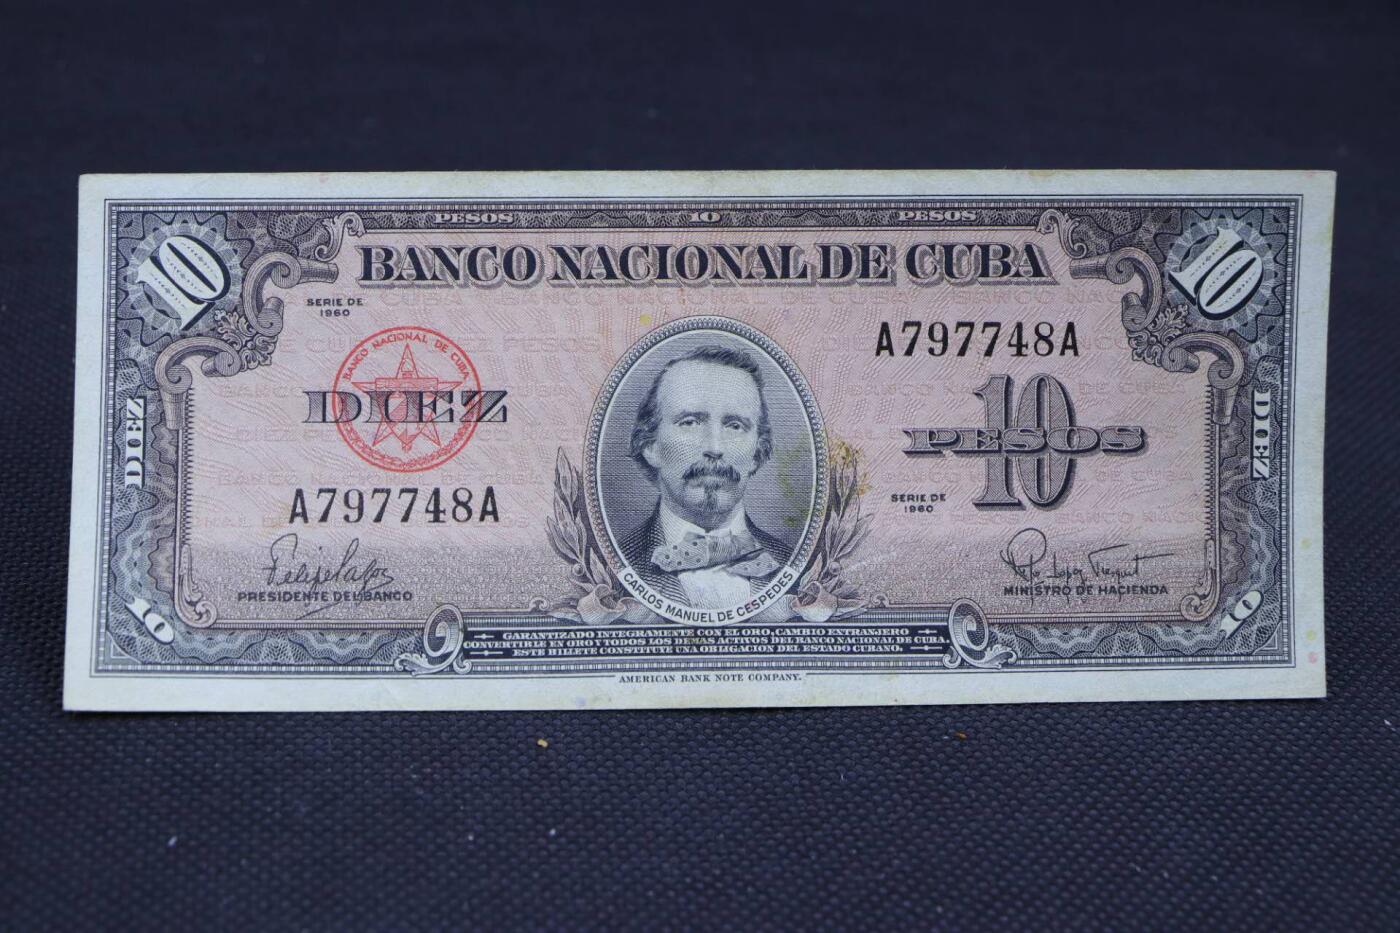 PESOS 10 PESOS
10 10
BANCO NACIONAL DE CUBA
SERIE DE
1960
A797748A
BANCO NACIONAL DE CUBA
DIEZ
10
PESOS
DIEZ
DIEZ
A797748A
SERIE DE
1960
Felipe Pazos
PRESIDENTE DEL BANCO
MINISTRO DE HACIENDA
CARLOS MANUEL DE CESPEDES
10 10
GARANTIZADO INTEGRAMENTE CON EL ORO, CAMBIO EXTRANJERO
CONVERTIBLE EN ORO Y TODOS LOS DEMAS ACTIVOS DEL BANCO NACIONAL DE CUBA.
ESTE BILLETE CONSTITUYE UNA OBLIGACION DEL ESTADO CUBANO.
AMERICAN BANK NOTE COMPANY.